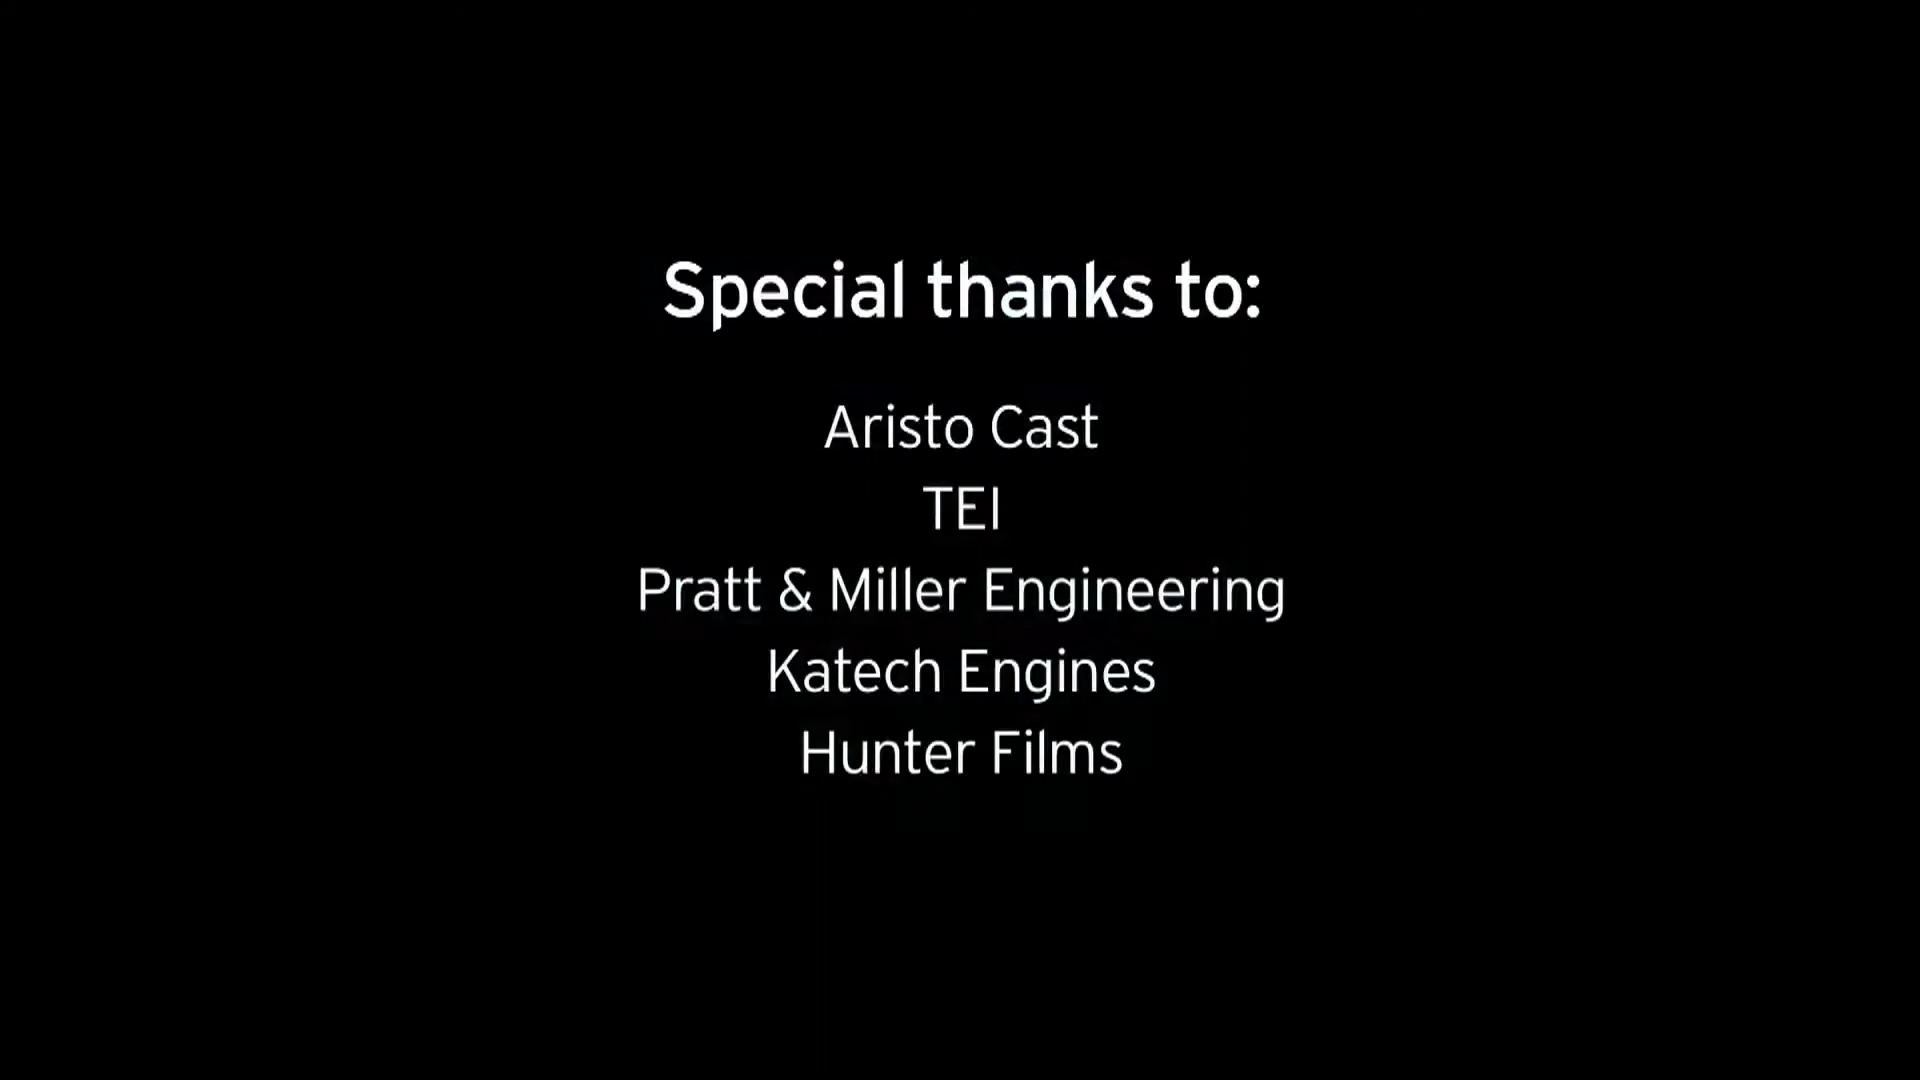 Special thanks to:
Aristo Cast
TEI
Pratt & Miller Engineering
Katech Engines
Hunter Films